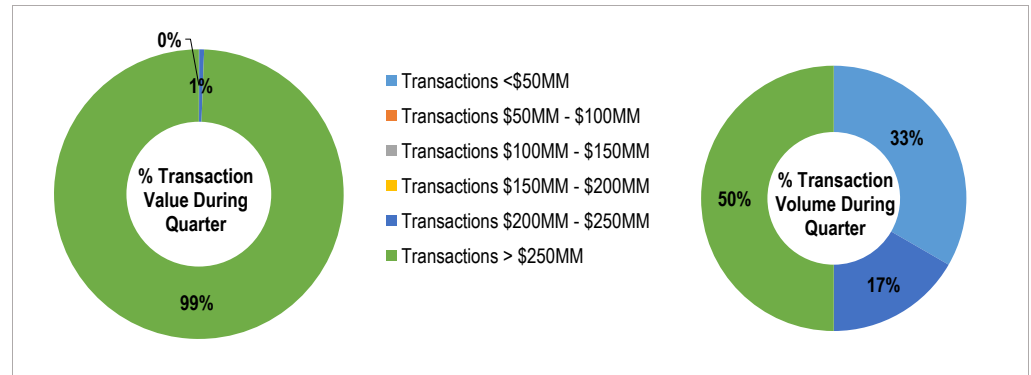 0%
1%
% Transaction
Value During
Quarter
99%
Transactions <$50MM
Transactions $50MM - $100MM
Transactions $100MM - $150MM
Transactions $150MM - $200MM
Transactions $200MM - $250MM
Transactions > $250MM
33%
% Transaction
Volume During
Quarter
50%
17%